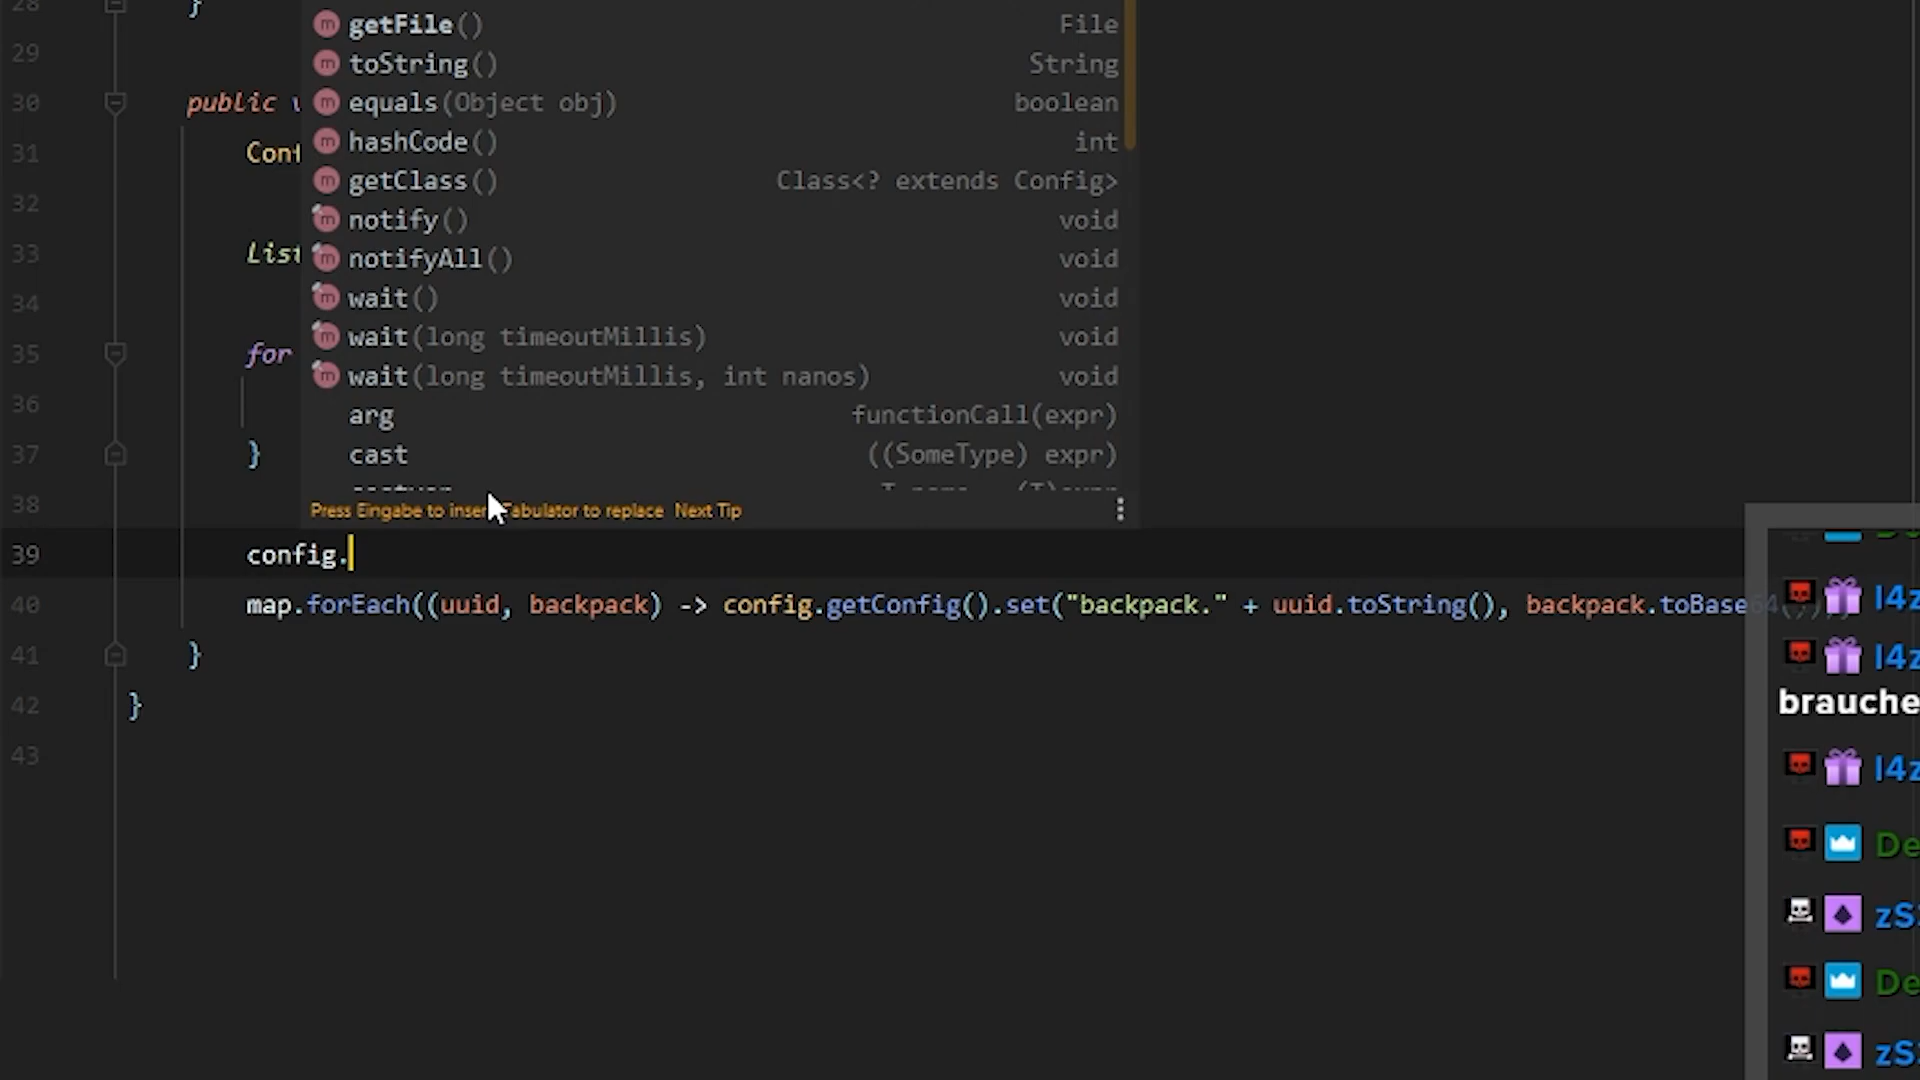 28 }
getFile() File
29
toString() String
30 public
equals(Object obj) boolean
31 Conf
hashCode() int
getClass() Class<? extends Config>
32
notify() void
33 List
notifyAll() void
34
wait() void
35 for
wait(long timeoutMillis) void
36
wait(long timeoutMillis, int nanos) void
arg functionCall(expr)
37 }
cast ((SomeType) expr)
38
Press Eingabe to insert Tabulator to replace Next Tip
39 config.
40 map.forEach((uuid, backpack) -> config.getConfig().set("backpack." + uuid.toString(), backpack.toBase64()));
41 }
42 }
43
l4z
l4z
brauche
l4z
De
zS
De
zS